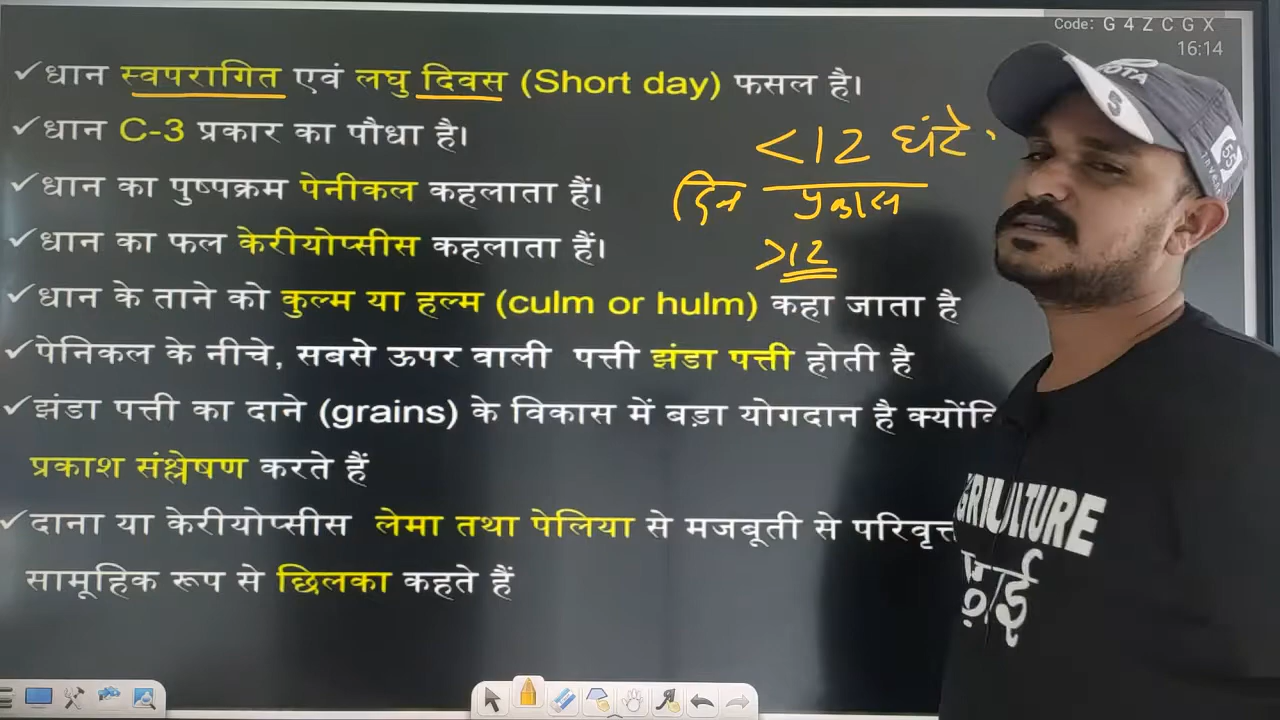 Code: G 4 Z C G X
16:14
✓धान स्वपरागित एवं लघु दिवस (Short day) फसल है।
✓धान C-3 प्रकार का पौधा है।
<12 घंटे
✓धान का पुष्पक्रम पेनीकल कहलाता हैं।
दिन प्रकाश
✓धान का फल केरीयोप्सीस कहलाता हैं।
>12
✓धान के ताने को कुल्म या हल्म (culm or hulm) कहा जाता है
✓पेनिकल के नीचे, सबसे ऊपर वाली पत्ती झंडा पत्ती होती है
✓झंडा पत्ती का दाने (grains) के विकास में बड़ा योगदान है
प्रकाश संश्लेषण करते हैं
✓दाना या केरीयोप्सीस लेमा तथा पेलिया से मजबूती से
सामूहिक रूप से छिलका कहते हैं
55